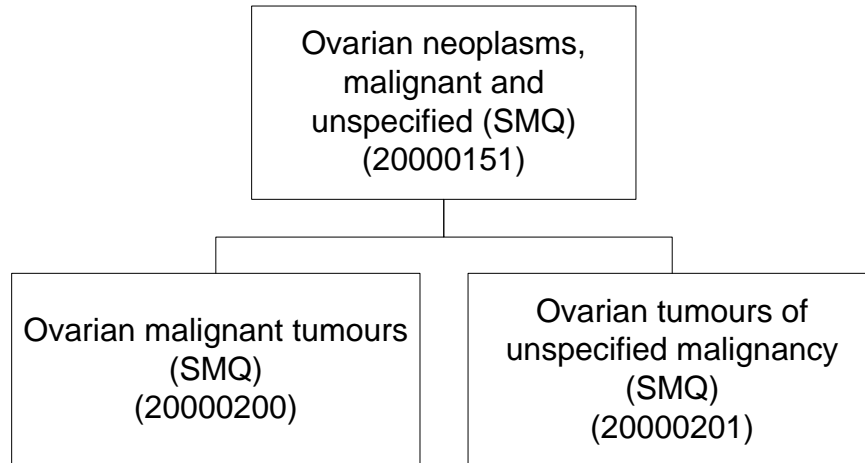 Ovarian neoplasms,
malignant and
unspecified (SMQ)
(20000151)
Ovarian malignant tumours
(SMQ)
(20000200)
Ovarian tumours of
unspecified malignancy
(SMQ)
(20000201)